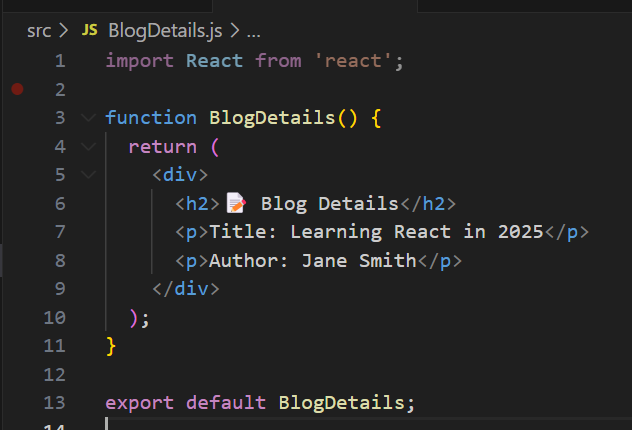 src > JS BlogDetails.js > ...
1 import React from 'react';
2
3 function BlogDetails() {
4 return (
5 <div>
6 <h2>📝 Blog Details</h2>
7 <p>Title: Learning React in 2025</p>
8 <p>Author: Jane Smith</p>
9 </div>
10 );
11 }
12
13 export default BlogDetails;
14